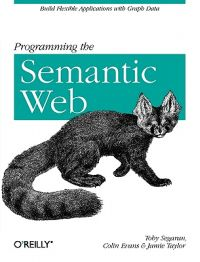 Build Flexible Applications with Graph Data
Programming the
Semantic
Web
O'REILLY®
Toby Segaran,
Colin Evans & Jamie Taylor